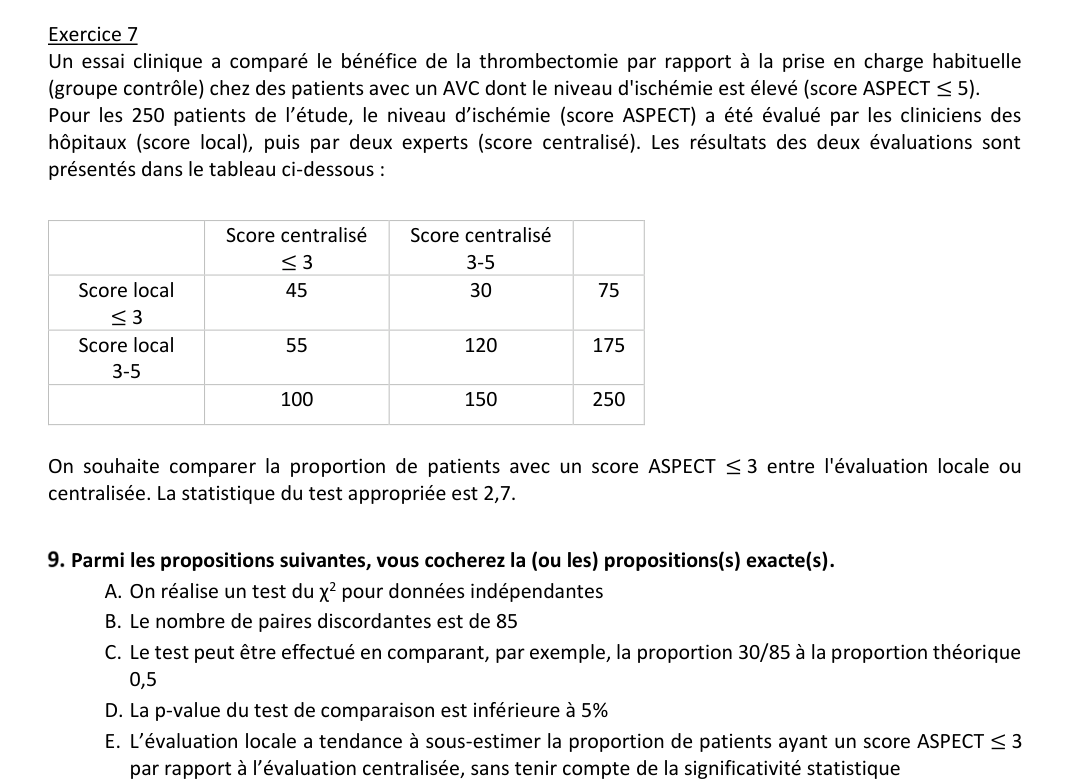 Exercice 7
Un essai clinique a comparé le bénéfice de la thrombectomie par rapport à la prise en charge habituelle
(groupe contrôle) chez des patients avec un AVC dont le niveau d'ischémie est élevé (score ASPECT ≤ 5).
Pour les 250 patients de l’étude, le niveau d’ischémie (score ASPECT) a été évalué par les cliniciens des
hôpitaux (score local), puis par deux experts (score centralisé). Les résultats des deux évaluations sont
présentés dans le tableau ci-dessous :
Score centralisé ≤ 3 Score centralisé 3-5
Score local ≤ 3 45 30 75
Score local 3-5 55 120 175
100 150 250
On souhaite comparer la proportion de patients avec un score ASPECT ≤ 3 entre l'évaluation locale ou
centralisée. La statistique du test appropriée est 2,7.
9. Parmi les propositions suivantes, vous cocherez la (ou les) propositions(s) exacte(s).
A. On réalise un test du χ² pour données indépendantes
B. Le nombre de paires discordantes est de 85
C. Le test peut être effectué en comparant, par exemple, la proportion 30/85 à la proportion théorique
0,5
D. La p-value du test de comparaison est inférieure à 5%
E. L’évaluation locale a tendance à sous-estimer la proportion de patients ayant un score ASPECT ≤ 3
par rapport à l’évaluation centralisée, sans tenir compte de la significativité statistique